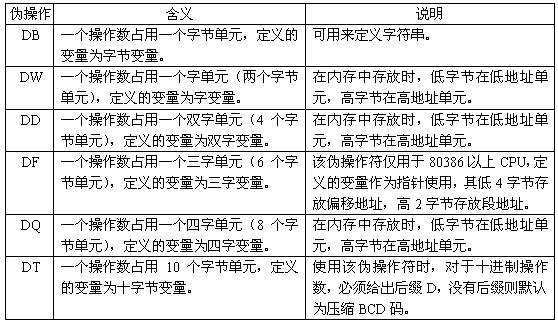 伪操作 含义 说明
DB 一个操作数占用一个字节单元，定义的 可用来定义字符串。
变量为字节变量。
DW 一个操作数占用一个字单元（两个字节 在内存中存放时，低字节在低地址单
单元），定义的变量为字变量。 元，高字节在高地址单元。
DD 一个操作数占用一个双字单元（4 个字 在内存中存放时，低字节在低地址单
节单元），定义的变量为双字变量。 元，高字节在高地址单元。
DF 一个操作数占用一个三字单元（6 个字 该伪操作符仅用于 80386 以上 CPU，定
节单元），定义的变量为三字变量。 义的变量作为指针使用，其低 4 字节存
放偏移地址，高 2 字节存放段地址。
DQ 一个操作数占用一个四字单元（8 个字 在内存中存放时，低字节在低地址单
节单元），定义的变量为四字变量。 元，高字节在高地址单元。
DT 一个操作数占用 10 个字节单元，定义 使用该伪操作符时，对于十进制操作
的变量为十字节变量。 数，必须给出后缀 D，没有后缀则默认
为压缩 BCD 码。